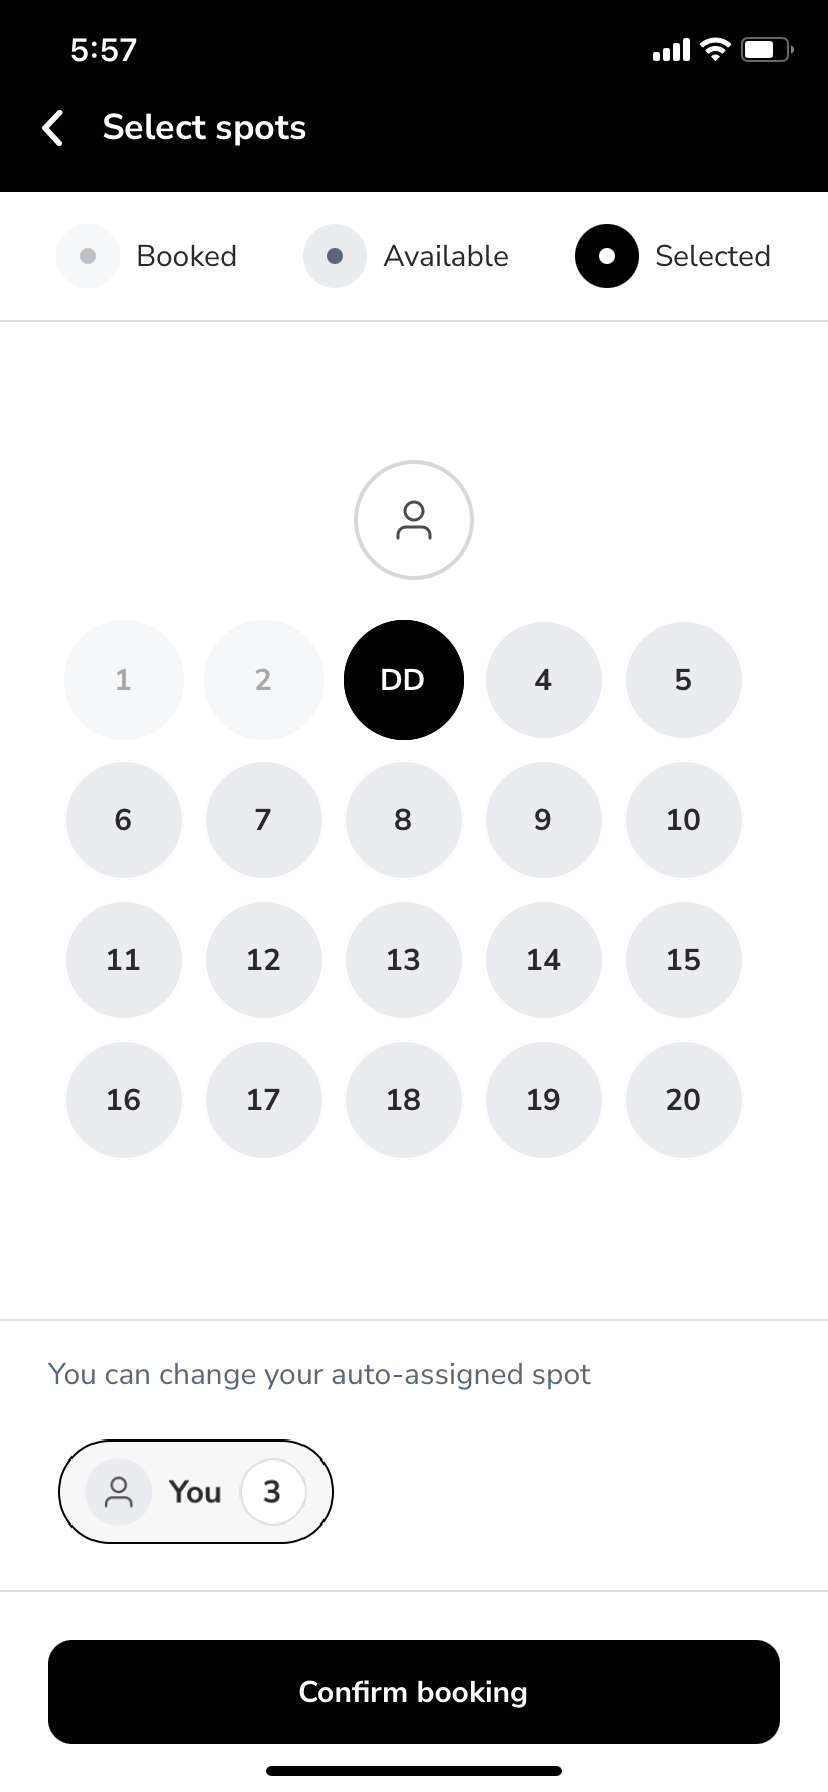 5:57
Select spots
Booked Available Selected
1 2 DD 4 5
6 7 8 9 10
11 12 13 14 15
16 17 18 19 20
You can change your auto-assigned spot
You 3
Confirm booking